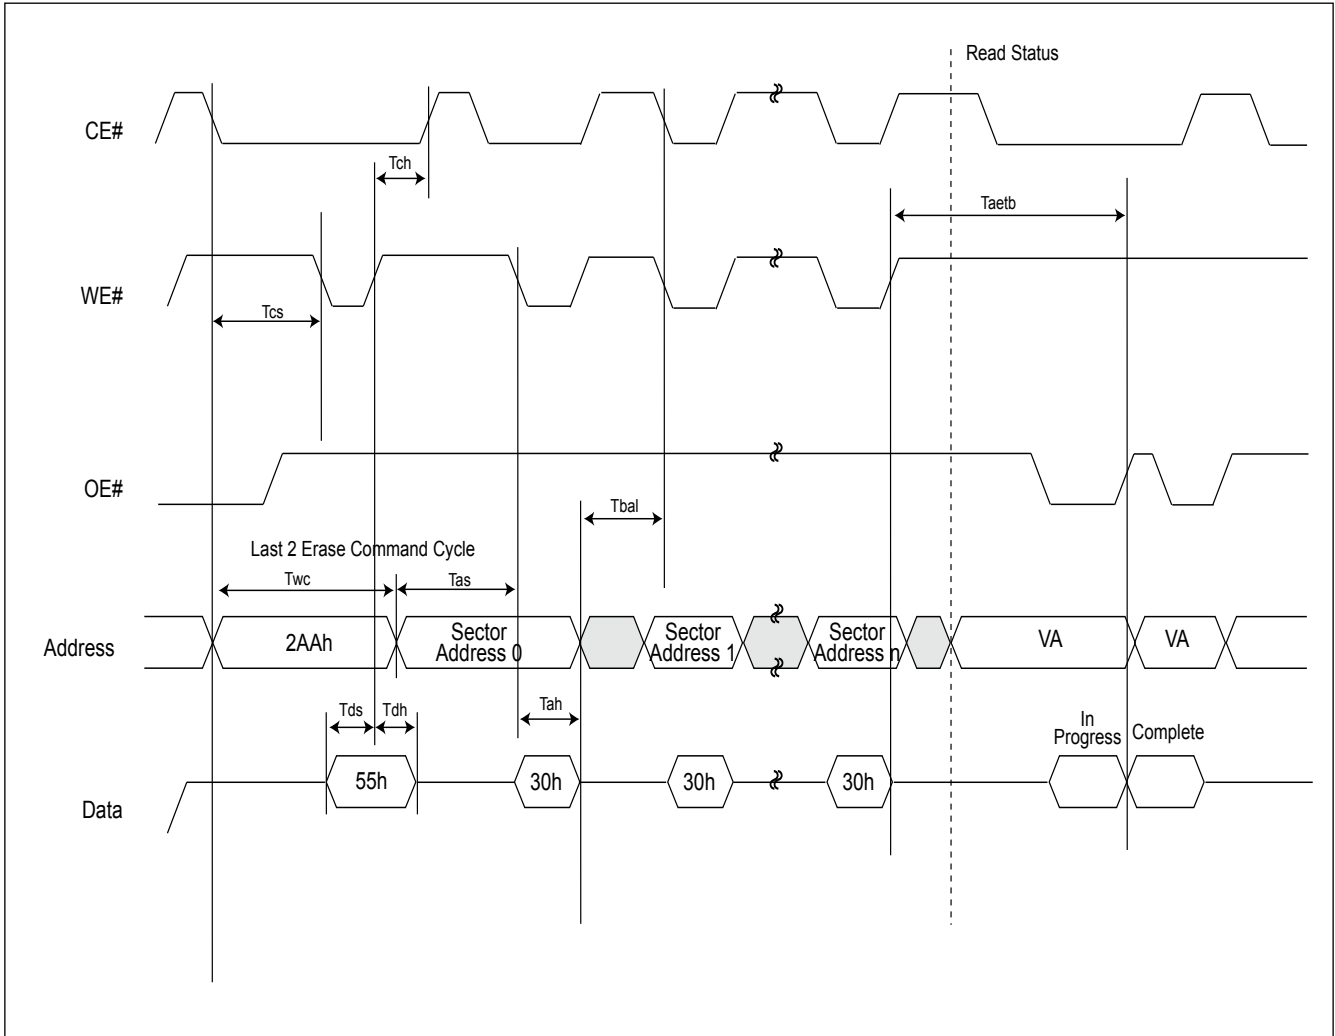 Read Status
CE#
Tch
Taetb
WE#
Tcs
OE#
Tbal
Last 2 Erase Command Cycle
Twc
Tas
Address
2AAh
Sector
Address 0
Sector
Address 1
Sector
Address n
VA
VA
Tds
Tdh
Tah
In
Progress
Complete
Data
55h
30h
30h
30h